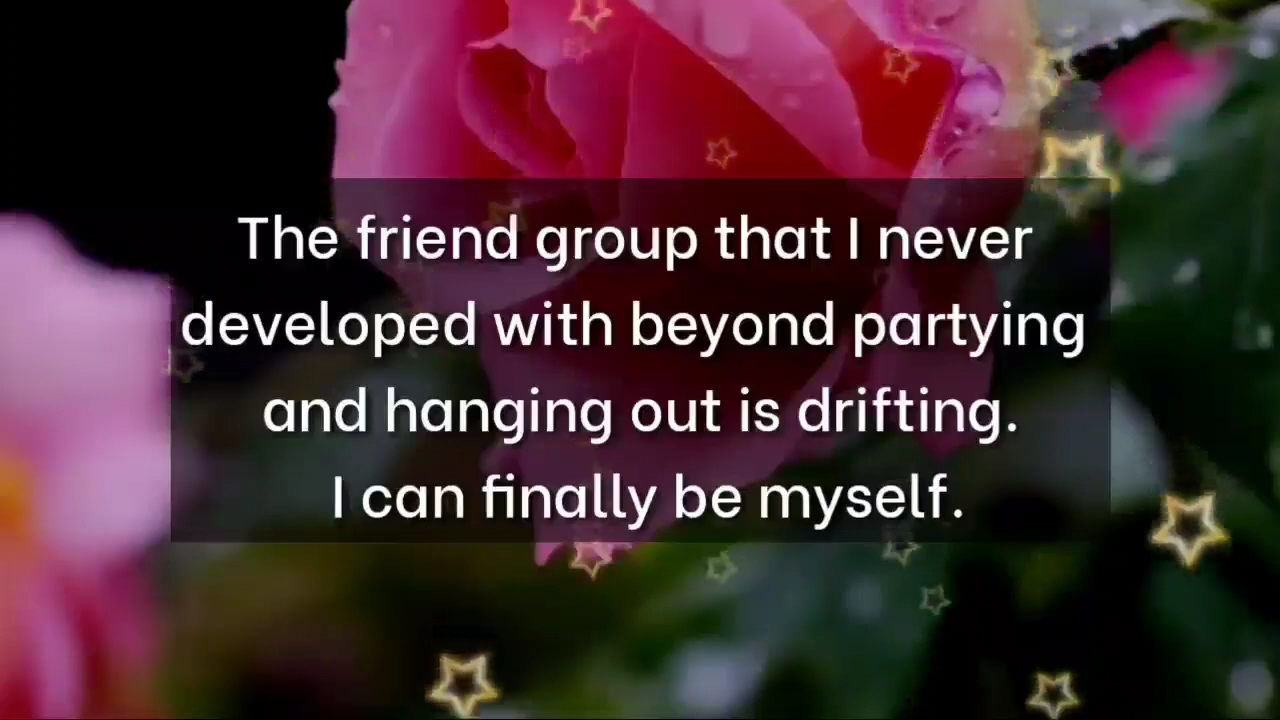 The friend group that I never
developed with beyond partying
and hanging out is drifting.
I can finally be myself.